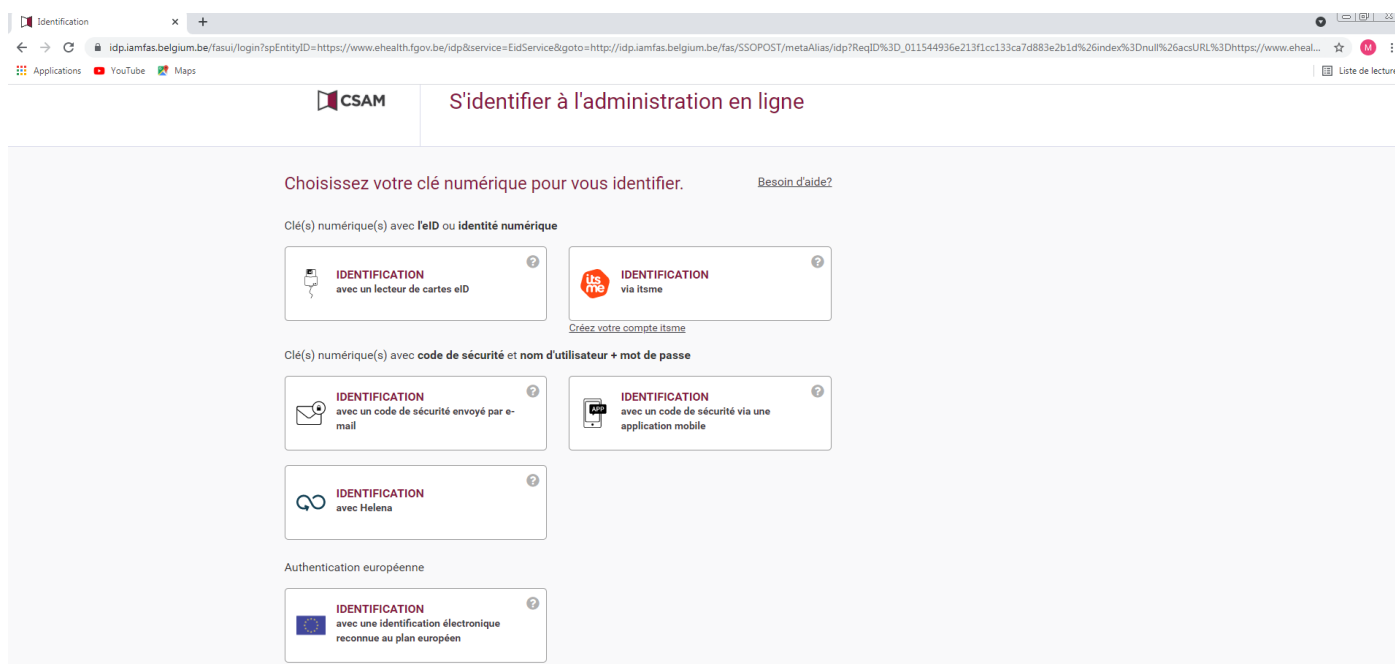 Identification
idp.iamfas.belgium.be/fasui/login?spEntityID=https://www.ehealth.fgov.be/idp&service=EidService&goto=http://idp.iamfas.belgium.be/fas/SSOPOST/metaAlias/idp?ReqID%3D_011544936e213f1cc133ca7d883e2b1d%26index%3Dnull%26acsURL%3Dhttps://www.eheal...
M
Applications YouTube Maps Liste de lecture
CSAM S'identifier à l'administration en ligne
Choisissez votre clé numérique pour vous identifier. Besoin d'aide?
Clé(s) numérique(s) avec l'eID ou identité numérique
IDENTIFICATION
avec un lecteur de cartes eID
?
its
me
IDENTIFICATION
via itsme
?
Créez votre compte itsme
Clé(s) numérique(s) avec code de sécurité et nom d'utilisateur + mot de passe
IDENTIFICATION
avec un code de sécurité envoyé par e-
mail
?
APP
IDENTIFICATION
avec un code de sécurité via une
application mobile
?
IDENTIFICATION
avec Helena
?
Authentication européenne
IDENTIFICATION
avec une identification électronique
reconnue au plan européen
?